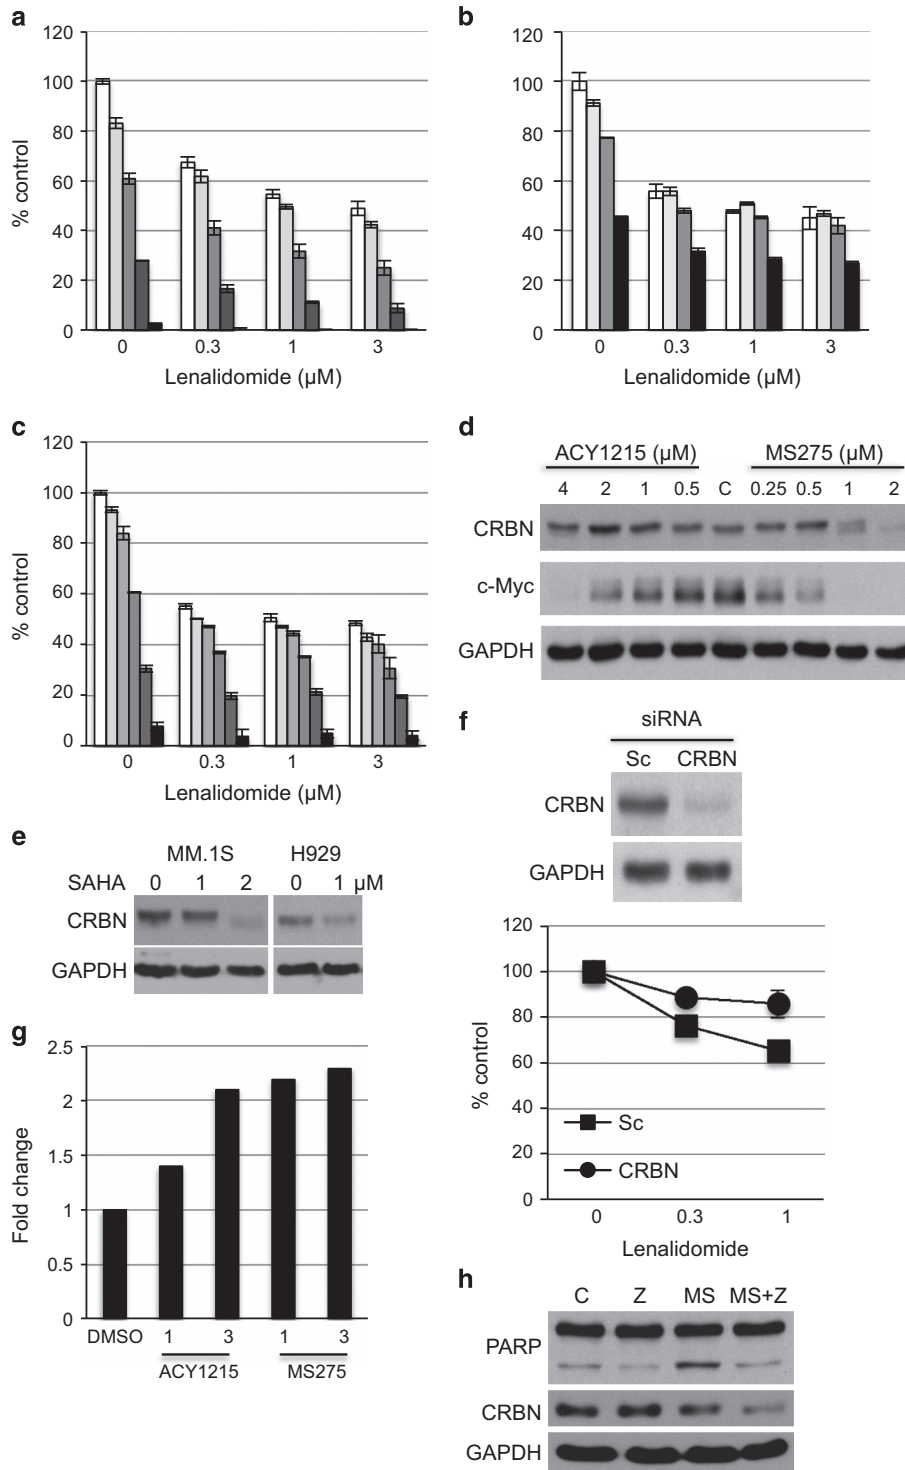 a
120
100
80
60
40
20
0
% control
0 0.3 1 3
Lenalidomide (µM)
b
120
100
80
60
40
20
0
0 0.3 1 3
Lenalidomide (µM)
c
120
100
80
60
40
20
0
% control
0 0.3 1 3
Lenalidomide (µM)
d
ACY1215 (µM) MS275 (µM)
4 2 1 0.5 C 0.25 0.5 1 2
CRBN
c-Myc
GAPDH
e
MM.1S H929
SAHA 0 1 2 0 1 µM
CRBN
GAPDH
f
siRNA
Sc CRBN
CRBN
GAPDH
120
100
80
60
40
20
0
% control
Sc
CRBN
0 0.3 1
Lenalidomide
g
2.5
2
1.5
1
0.5
0
Fold change
DMSO 1 3 1 3
ACY1215 MS275
h
C Z MS MS+Z
PARP
CRBN
GAPDH